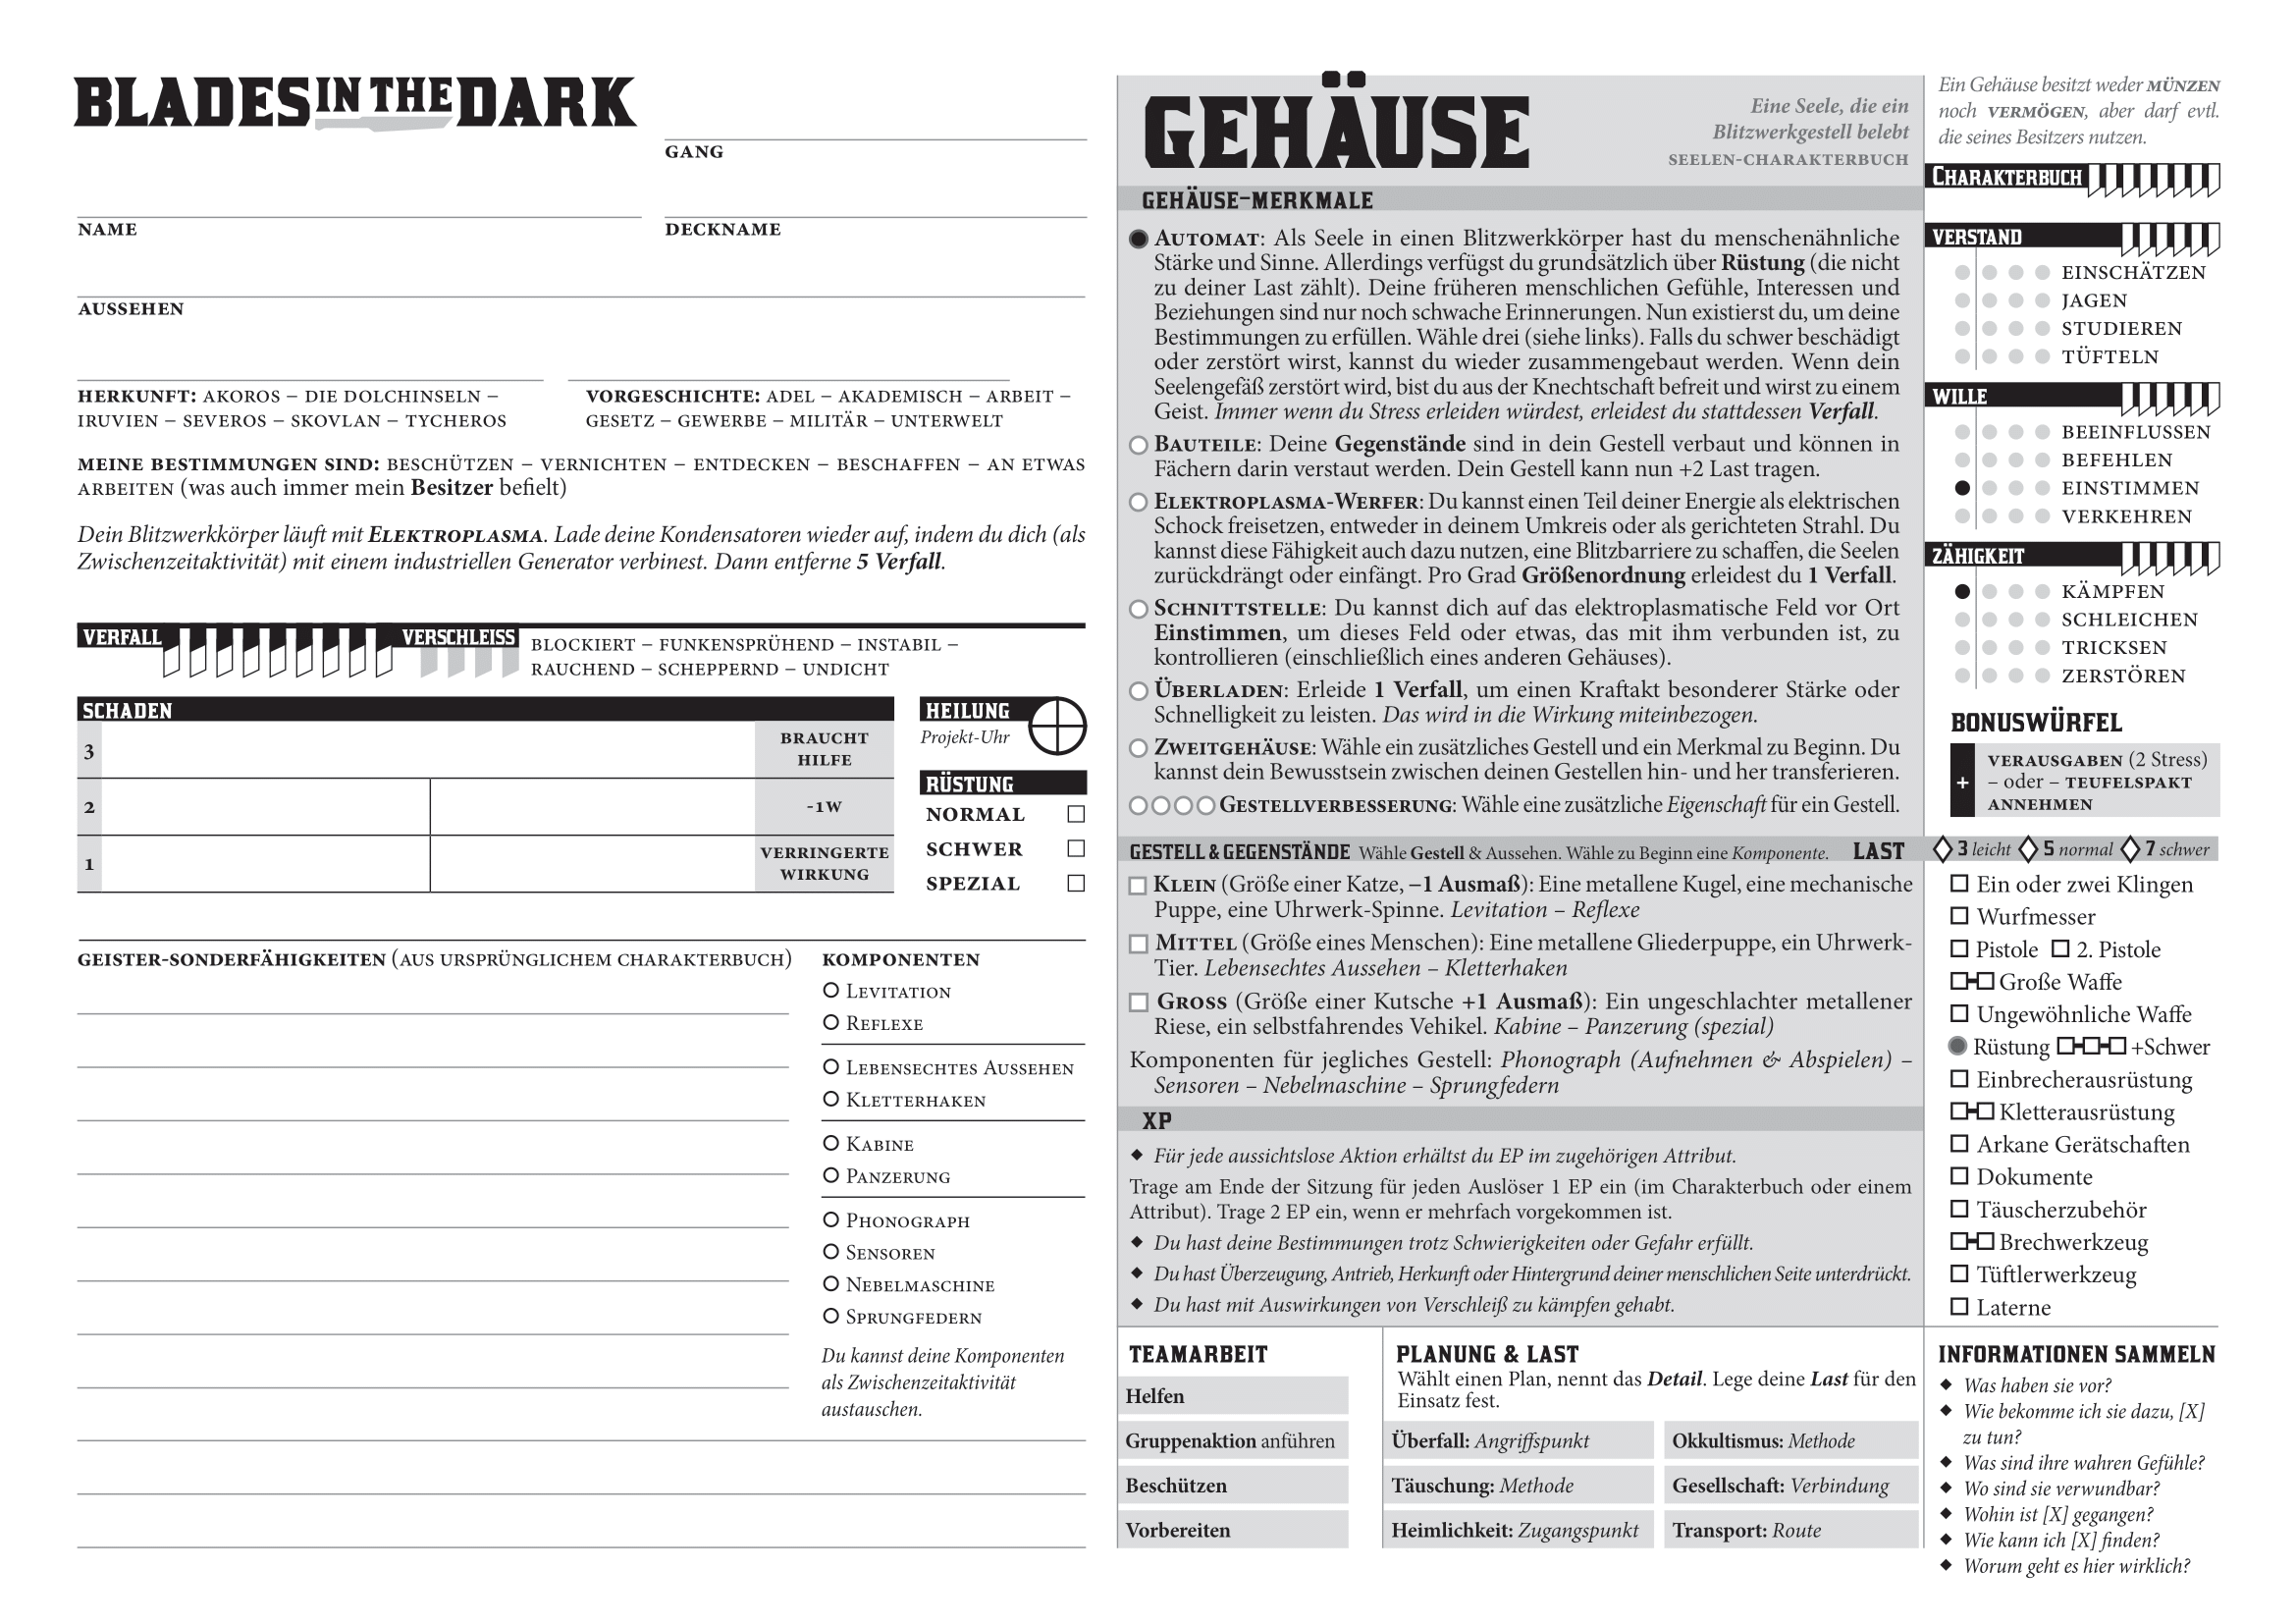 BLADES IN THE DARK
GANG
NAME
DECKNAME
AUSSEHEN
HERKUNFT: AKOROS – DIE DOLCHINSELN –
IRUVIEN – SEVEROS – SKOVLAN – TYCHEROS
VORGESCHICHTE: ADEL – AKADEMISCH – ARBEIT –
GESETZ – GEWERBE – MILITÄR – UNTERWELT
MEINE BESTIMMUNGEN SIND: BESCHÜTZEN – VERNICHTEN – ENTDECKEN – BESCHAFFEN – AN ETWAS
ARBEITEN (was auch immer mein Besitzer befielt)
Dein Blitzwerkkörper läuft mit ELEKTROPLASMA. Lade deine Kondensatoren wieder auf, indem du dich (als
Zwischenzeitaktivität) mit einem industriellen Generator verbinest. Dann entferne 5 Verfall.
VERFALL
VERSCHLEISS
BLOCKIERT – FUNKENSPRÜHEND – INSTABIL –
RAUCHEND – SCHEPPERND – UNDICHT
SCHADEN
3
BRAUCHT
HILFE
2
-1W
1
VERRINGERTE
WIRKUNG
HEILUNG
Projekt-Uhr
RÜSTUNG
NORMAL
SCHWER
SPEZIAL
GEISTER-SONDERFÄHIGKEITEN (AUS URSPRÜNGLICHEM CHARAKTERBUCH)
KOMPONENTEN
LEVITATION
REFLEXE
LEBENSECHTES AUSSEHEN
KLETTERHAKEN
KABINE
PANZERUNG
PHONOGRAPH
SENSOREN
NEBELMASCHINE
SPRUNGFEDERN
Du kannst deine Komponenten
als Zwischenzeitaktivität
austauschen.
GEHÄUSE
Eine Seele, die ein
Blitzwerkgestell belebt
SEELEN-CHARAKTERBUCH
GEHÄUSE-MERKMALE
AUTOMAT: Als Seele in einen Blitzwerkkörper hast du menschenähnliche
Stärke und Sinne. Allerdings verfügst du grundsätzlich über Rüstung (die nicht
zu deiner Last zählt). Deine früheren menschlichen Gefühle, Interessen und
Beziehungen sind nur noch schwache Erinnerungen. Nun existierst du, um deine
Bestimmungen zu erfüllen. Wähle drei (siehe links). Falls du schwer beschädigt
oder zerstört wirst, kannst du wieder zusammengebaut werden. Wenn dein
Seelengefäß zerstört wird, bist du aus der Knechtschaft befreit und wirst zu einem
Geist. Immer wenn du Stress erleiden würdest, erleidest du stattdessen Verfall.
BAUTEILE: Deine Gegenstände sind in dein Gestell verbaut und können in
Fächern darin verstaut werden. Dein Gestell kann nun +2 Last tragen.
ELEKTROPLASMA-WERFER: Du kannst einen Teil deiner Energie als elektrischen
Schock freisetzen, entweder in deinem Umkreis oder als gerichteten Strahl. Du
kannst diese Fähigkeit auch dazu nutzen, eine Blitzbarriere zu schaffen, die Seelen
zurückdrängt oder einfängt. Pro Grad Größenordnung erleidest du 1 Verfall.
SCHNITTSTELLE: Du kannst dich auf das elektroplasmatische Feld vor Ort
Einstimmen, um dieses Feld oder etwas, das mit ihm verbunden ist, zu
kontrollieren (einschließlich eines anderen Gehäuses).
ÜBERLADEN: Erleide 1 Verfall, um einen Kraftakt besonderer Stärke oder
Schnelligkeit zu leisten. Das wird in die Wirkung miteinbezogen.
ZWEITGEHÄUSE: Wähle ein zusätzliches Gestell und ein Merkmal zu Beginn. Du
kannst dein Bewusstsein zwischen deinen Gestellen hin- und her transferieren.
GESTELLVERBESSERUNG: Wähle eine zusätzliche Eigenschaft für ein Gestell.
GESTELL & GEGENSTÄNDE Wähle Gestell & Aussehen. Wähle zu Beginn eine Komponente. LAST
KLEIN (Größe einer Katze, –1 Ausmaß): Eine metallene Kugel, eine mechanische
Puppe, eine Uhrwerk-Spinne. Levitation – Reflexe
MITTEL (Größe eines Menschen): Eine metallene Gliederpuppe, ein Uhrwerk-
Tier. Lebensechtes Aussehen – Kletterhaken
GROSS (Größe einer Kutsche +1 Ausmaß): Ein ungeschlachter metallener
Riese, ein selbstfahrendes Vehikel. Kabine – Panzerung (spezial)
Komponenten für jegliches Gestell: Phonograph (Aufnehmen & Abspielen) –
Sensoren – Nebelmaschine – Sprungfedern
XP
◆ Für jede aussichtslose Aktion erhältst du EP im zugehörigen Attribut.
Trage am Ende der Sitzung für jeden Auslöser 1 EP ein (im Charakterbuch oder einem
Attribut). Trage 2 EP ein, wenn er mehrfach vorgekommen ist.
◆ Du hast deine Bestimmungen trotz Schwierigkeiten oder Gefahr erfüllt.
◆ Du hast Überzeugung, Antrieb, Herkunft oder Hintergrund deiner menschlichen Seite unterdrückt.
◆ Du hast mit Auswirkungen von Verschleiß zu kämpfen gehabt.
TEAMARBEIT
Helfen
Gruppenaktion anführen
Beschützen
Vorbereiten
PLANUNG & LAST
Wählt einen Plan, nennt das Detail. Lege deine Last für den
Einsatz fest.
Überfall: Angriffspunkt
Okkultismus: Methode
Täuschung: Methode
Gesellschaft: Verbindung
Heimlichkeit: Zugangspunkt
Transport: Route
Ein Gehäuse besitzt weder MÜNZEN
noch VERMÖGEN, aber darf evtl.
die seines Besitzers nutzen.
CHARAKTERBUCH
VERSTAND
EINSCHÄTZEN
JAGEN
STUDIEREN
TÜFTELN
WILLE
BEEINFLUSSEN
BEFEHLEN
EINSTIMMEN
VERKEHREN
ZÄHIGKEIT
KÄMPFEN
SCHLEICHEN
TRICKSEN
ZERSTÖREN
BONUSWÜRFEL
+
VERAUSGABEN (2 Stress)
– oder – TEUFELSPAKT
ANNEHMEN
3 leicht 5 normal 7 schwer
Ein oder zwei Klingen
Wurfmesser
Pistole 2. Pistole
Große Waffe
Ungewöhnliche Waffe
Rüstung +Schwer
Einbrecherausrüstung
Kletterausrüstung
Arkane Gerätschaften
Dokumente
Täuscherzubehör
Brechwerkzeug
Tüftlerwerkzeug
Laterne
INFORMATIONEN SAMMELN
◆ Was haben sie vor?
◆ Wie bekomme ich sie dazu, [X]
zu tun?
◆ Was sind ihre wahren Gefühle?
◆ Wo sind sie verwundbar?
◆ Wohin ist [X] gegangen?
◆ Wie kann ich [X] finden?
◆ Worum geht es hier wirklich?